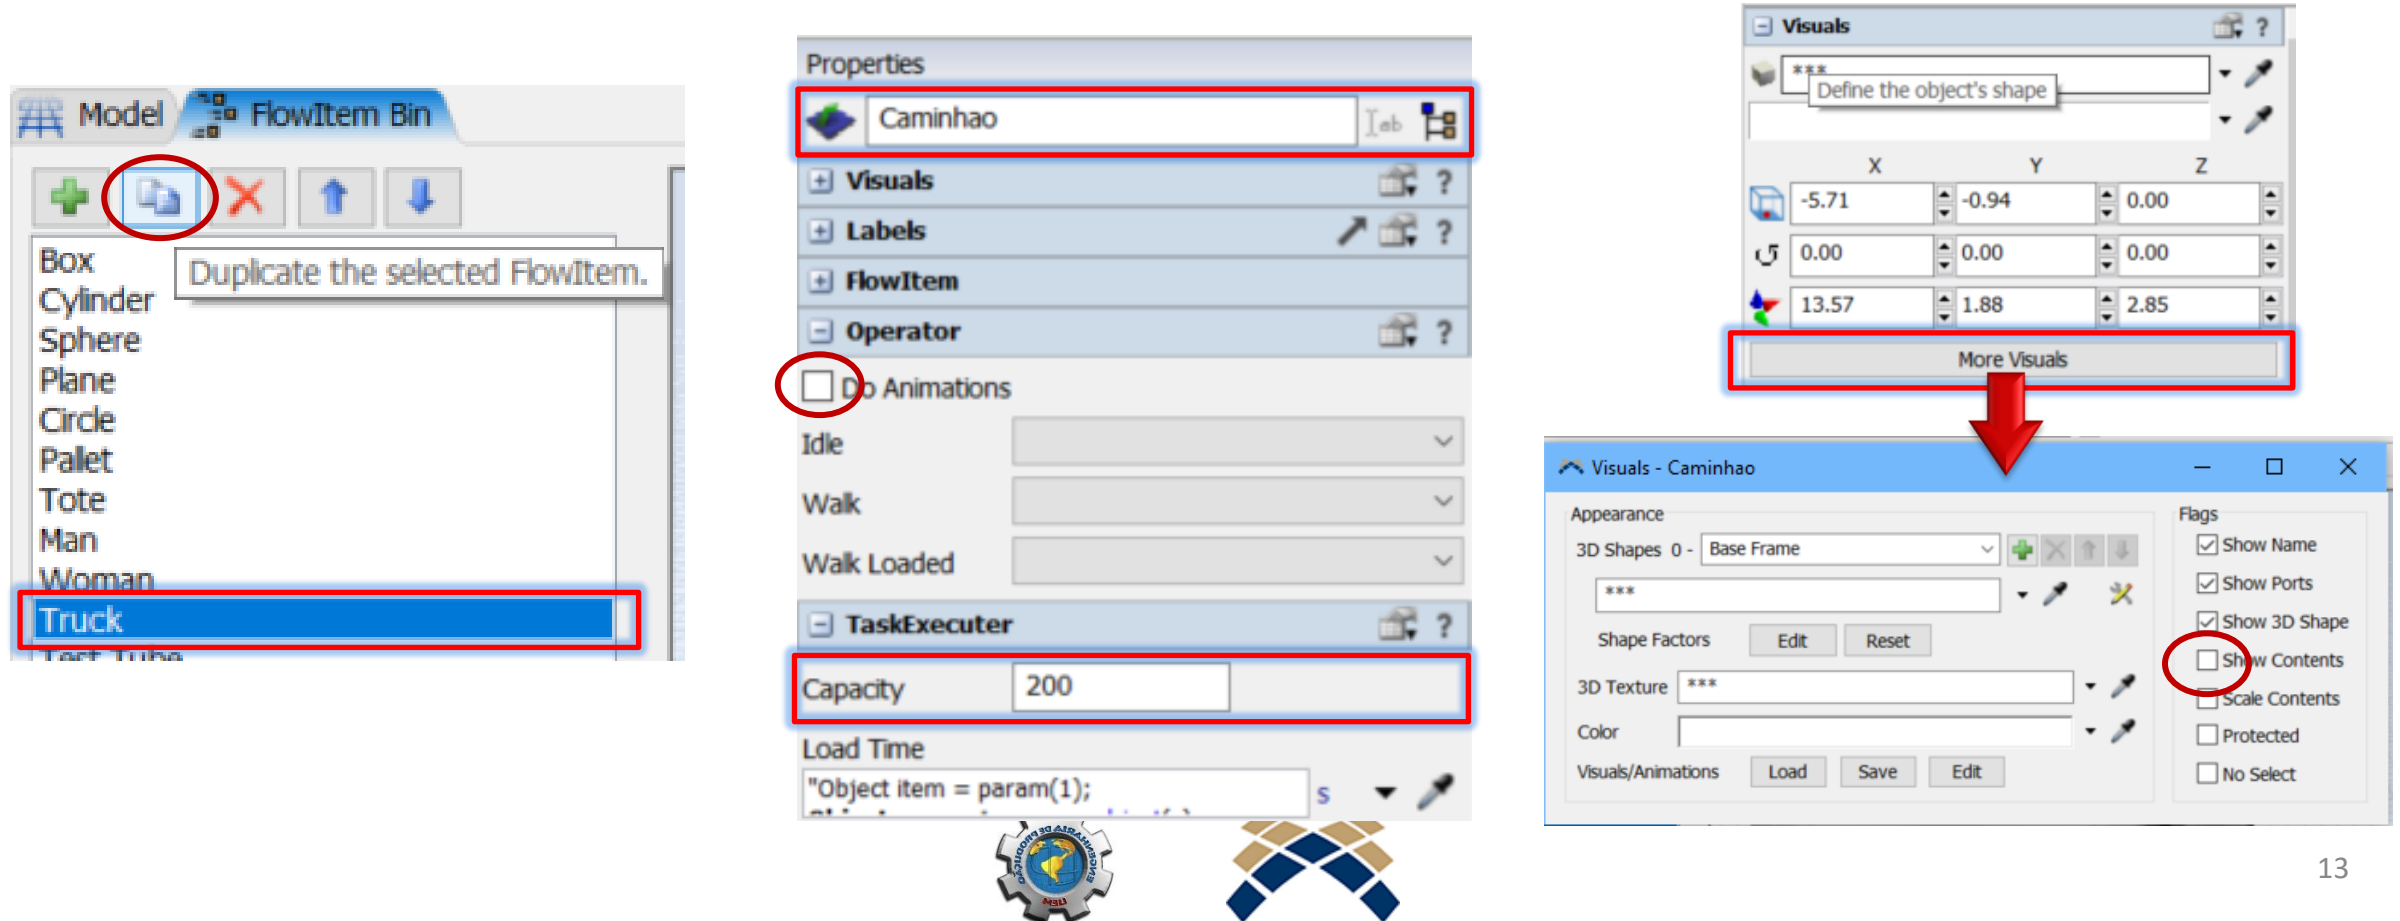 Model
FlowItem Bin
Duplicate the selected FlowItem.
Box
Cylinder
Sphere
Plane
Circle
Pallet
Tote
Man
Woman
Truck
Test Tube
Properties
Caminhao
Visuals
Labels
FlowItem
Operator
Do Animations
Idle
Walk
Walk Loaded
TaskExecuter
Capacity 200
Load Time
"Object item = param(1);
s
Visuals
***
Define the object's shape
X Y Z
-5.71 -0.94 0.00
0.00 0.00 0.00
13.57 1.88 2.85
More Visuals
Visuals - Caminhao
Appearance
3D Shapes 0 - Base Frame
***
Shape Factors Edit Reset
3D Texture ***
Color
Visuals/Animations Load Save Edit
Flags
Show Name
Show Ports
Show 3D Shape
Show Contents
Scale Contents
Protected
No Select
13